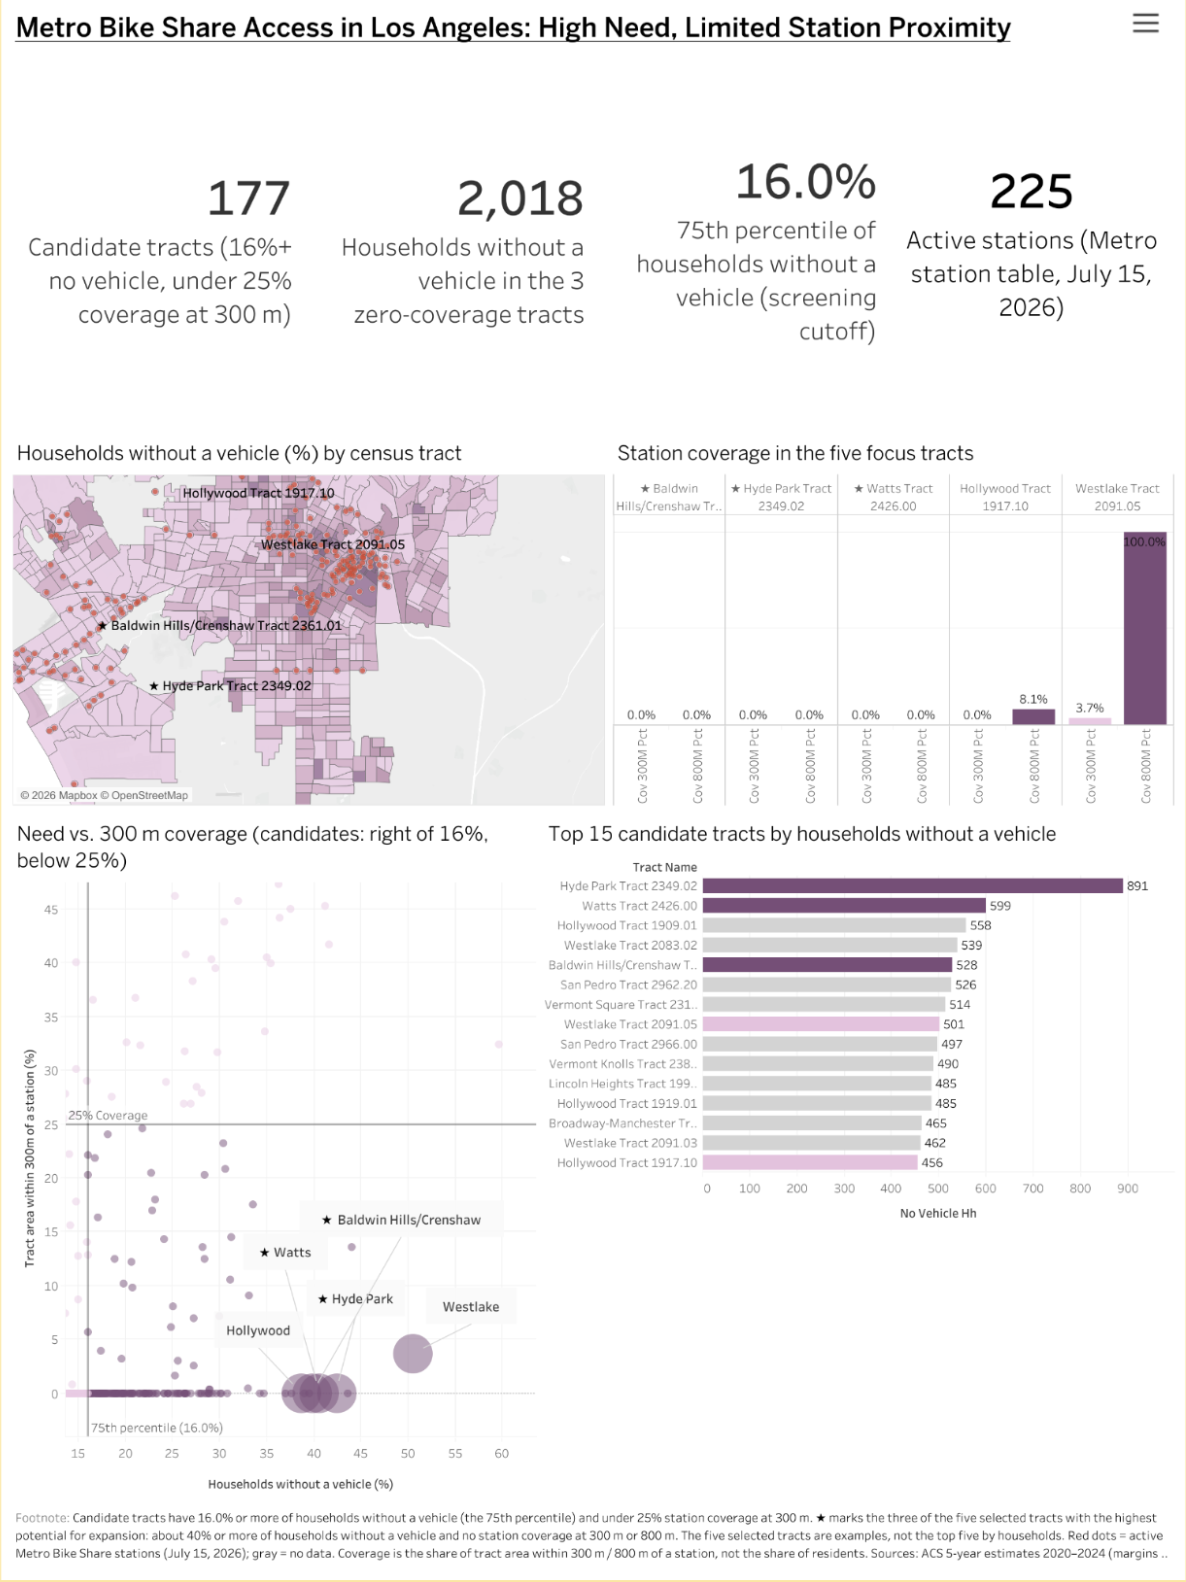 Metro Bike Share Access in Los Angeles: High Need, Limited Station Proximity
177
Candidate tracts (16%+
no vehicle, under 25%
coverage at 300 m)
2,018
Households without a
vehicle in the 3
zero-coverage tracts
16.0%
75th percentile of
households without a
vehicle (screening
cutoff)
225
Active stations (Metro
station table, July 15,
2026)
Households without a vehicle (%) by census tract
Hollywood Tract 1917.10
Westlake Tract 2091.05
★ Baldwin Hills/Crenshaw Tract 2361.01
★ Hyde Park Tract 2349.02
© 2026 Mapbox © OpenStreetMap
Station coverage in the five focus tracts
★ Baldwin
Hills/Crenshaw Tr..
★ Hyde Park Tract
2349.02
★ Watts Tract
2426.00
Hollywood Tract
1917.10
Westlake Tract
2091.05
0.0%
0.0%
0.0%
0.0%
0.0%
0.0%
0.0%
8.1%
3.7%
100.0%
Cov 300M Pct
Cov 800M Pct
Cov 300M Pct
Cov 800M Pct
Cov 300M Pct
Cov 800M Pct
Cov 300M Pct
Cov 800M Pct
Cov 300M Pct
Cov 800M Pct
Need vs. 300 m coverage (candidates: right of 16%,
below 25%)
Tract area within 300m of a station (%)
45
40
35
30
25
20
15
10
5
0
25% Coverage
★ Baldwin Hills/Crenshaw
★ Watts
★ Hyde Park
Westlake
Hollywood
75th percentile (16.0%)
15
20
25
30
35
40
45
50
55
60
Households without a vehicle (%)
Top 15 candidate tracts by households without a vehicle
Tract Name
Hyde Park Tract 2349.02 891
Watts Tract 2426.00 599
Hollywood Tract 1909.01 558
Westlake Tract 2083.02 539
Baldwin Hills/Crenshaw T.. 528
San Pedro Tract 2962.20 526
Vermont Square Tract 231.. 514
Westlake Tract 2091.05 501
San Pedro Tract 2966.00 497
Vermont Knolls Tract 238.. 490
Lincoln Heights Tract 199.. 485
Hollywood Tract 1919.01 485
Broadway-Manchester Tr.. 465
Westlake Tract 2091.03 462
Hollywood Tract 1917.10 456
0
100
200
300
400
500
600
700
800
900
No Vehicle Hh
Footnote: Candidate tracts have 16.0% or more of households without a vehicle (the 75th percentile) and under 25% station coverage at 300 m. ★ marks the three of the five selected tracts with the highest
potential for expansion: about 40% or more of households without a vehicle and no station coverage at 300 m or 800 m. The five selected tracts are examples, not the top five by households. Red dots = active
Metro Bike Share stations (July 15, 2026); gray = no data. Coverage is the share of tract area within 300 m / 800 m of a station, not the share of residents. Sources: ACS 5-year estimates 2020–2024 (margins ..